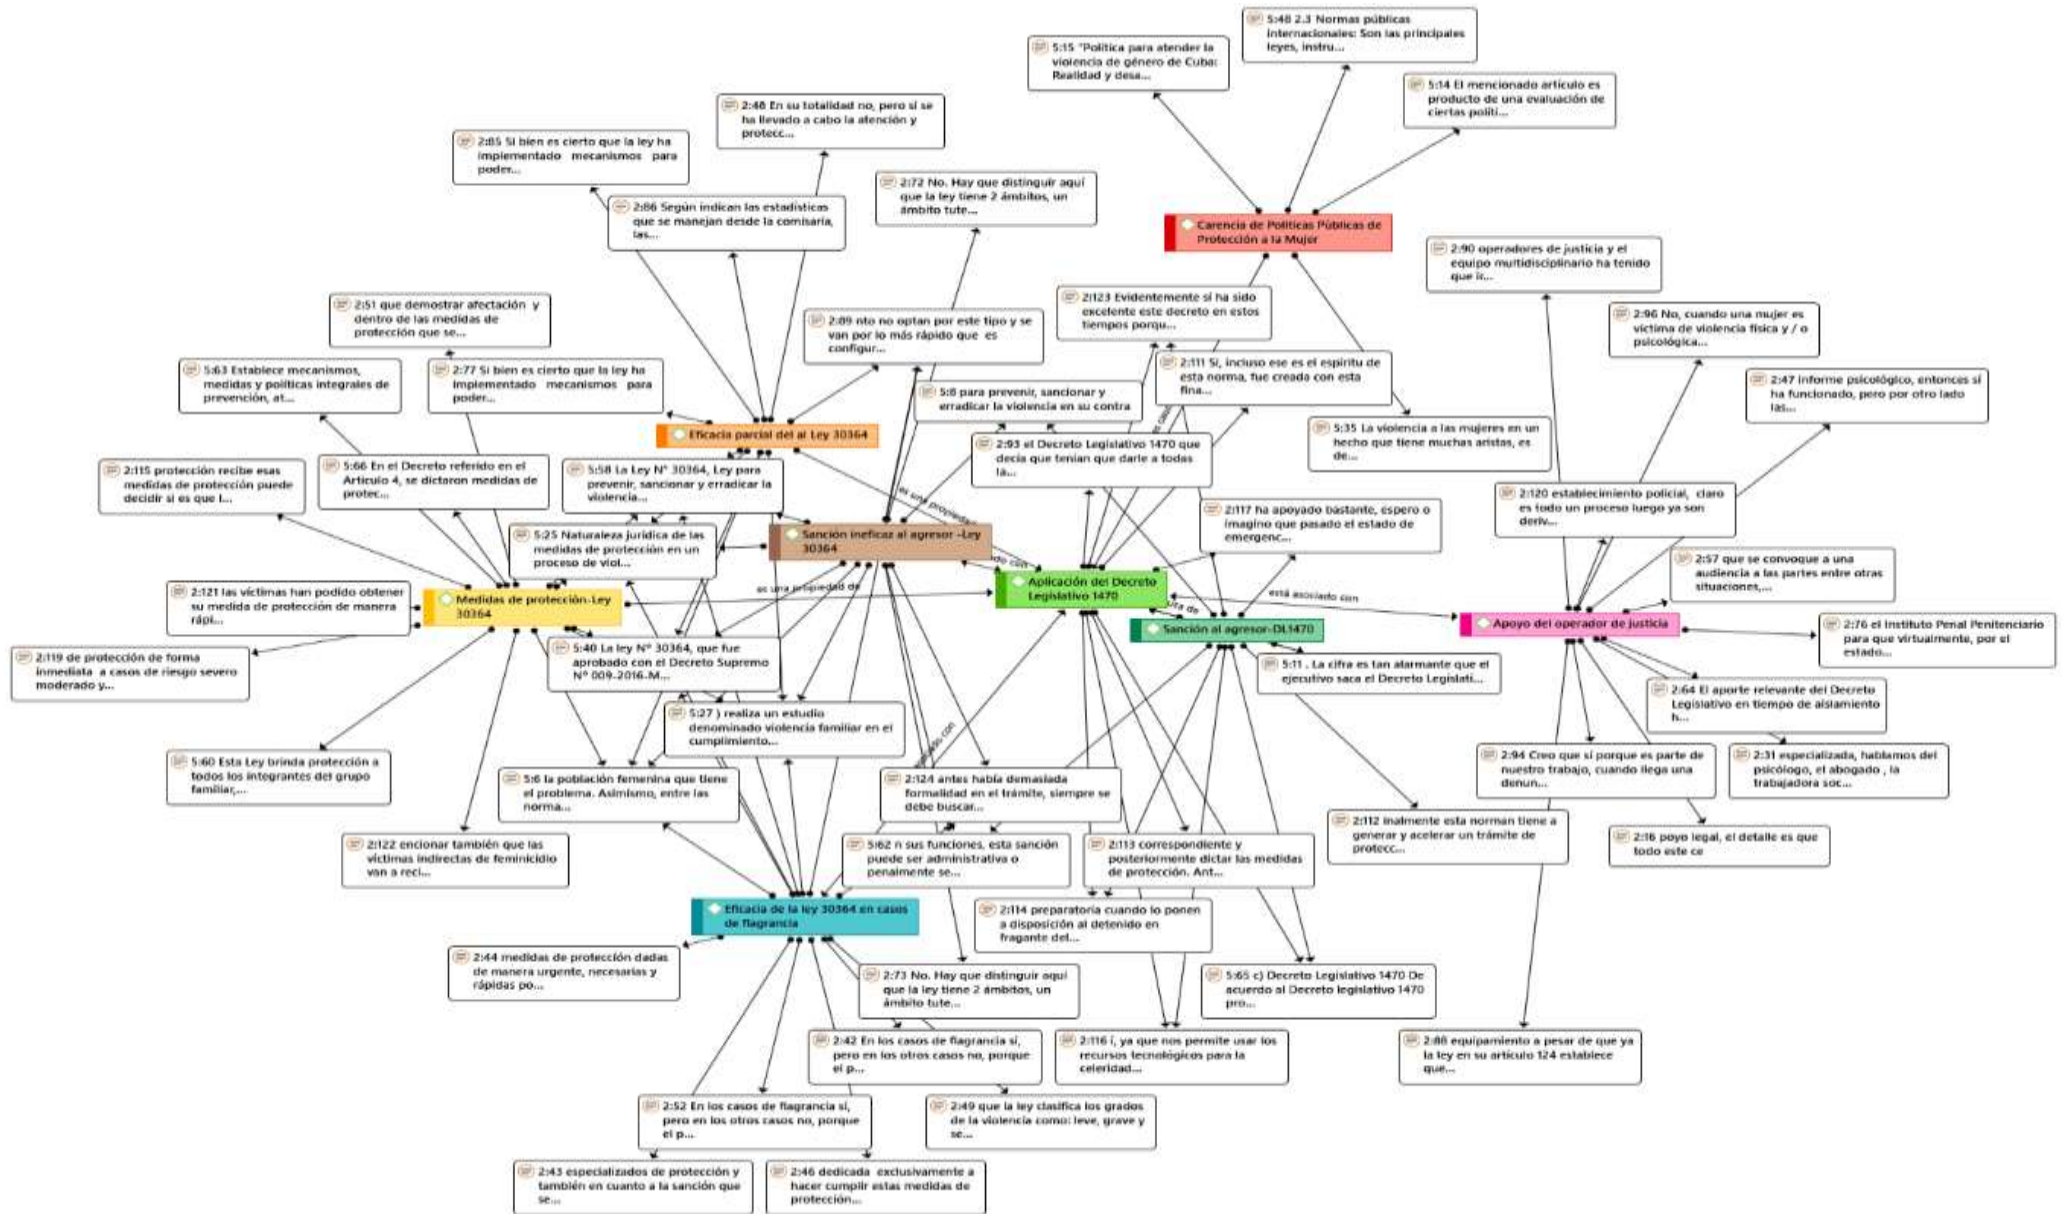 5:48 2.3 Normas públicas
internacionales: Son las principales
leyes, instru...
5:15 "Política para atender la
violencia de género de Cuba:
Realidad y desa...
5:14 El mencionado artículo es
producto de una evaluación de
ciertas políti...
2:48 En su totalidad no, pero sí se
ha llevado a cabo la atención y
protecc...
2:85 Si bien es cierto que la ley ha
implementado mecanismos para
poder...
2:72 No. Hay que distinguir aquí
que la ley tiene 2 ámbitos, un
ámbito tute...
2:86 Según indican las estadísticas
que se manejan desde la comisaría,
las...
Carencia de Políticas Públicas de
Protección a la Mujer
2:90 operadores de justicia y el
equipo multidisciplinario ha tenido
que ir...
2:51 que demostrar afectación y
dentro de las medidas de
protección que se...
2:123 Evidentemente sí ha sido
excelente este decreto en estos
tiempos porqu...
2:89 nto no optan por este tipo y se
van por lo más rápido que es
configur...
2:96 No, cuando una mujer es
víctima de violencia física y / o
psicológica...
5:63 Establece mecanismos,
medidas y políticas integrales de
prevención, at...
2:77 Si bien es cierto que la ley ha
implementado mecanismos para
poder...
2:111 Sí, incluso ese es el espíritu de
esta norma, fue creada con esta
fina...
2:47 informe psicológico, entonces sí
ha funcionado, pero por otro lado
las...
5:8 para prevenir, sancionar y
erradicar la violencia en su contra
Eficacia parcial del al Ley 30364
5:35 La violencia a las mujeres en un
hecho que tiene muchas aristas, es
de...
2:93 el Decreto Legislativo 1470 que
decía que tenían que darle a todas
la...
2:115 protección recibe esas
medidas de protección puede
decidir si es que l...
5:66 En el Decreto referido en el
Artículo 4, se dictaron medidas de
protec...
5:58 La Ley N° 30364, Ley para
prevenir, sancionar y erradicar la
violencia...
es una propiedad
2:120 establecimiento policial, claro
es todo un proceso luego ya son
deriv...
2:117 ha apoyado bastante, espero o
imagino que pasado el estado de
emergenc...
5:25 Naturaleza jurídica de las
medidas de protección en un
proceso de viol...
Sanción ineficaz al agresor –Ley
30364
2:57 que se convoque a una
audiencia a las partes entre otras
situaciones,...
2:121 las víctimas han podido obtener
su medida de protección de manera
rápi...
Medidas de protección-Ley
30364
es una propiedad de
Aplicación del Decreto
Legislativo 1470
está asociado con
Sanción al agresor-DL1470
Apoyo del operador de justicia
2:76 el Instituto Penal Penitenciario
para que virtualmente, por el
estado...
2:119 de protección de forma
inmediata a casos de riesgo severo
moderado y...
5:40 La ley N° 30364, que fue
aprobado con el Decreto Supremo
N° 009-2016-M...
5:11 . La cifra es tan alarmante que el
ejecutivo saca el Decreto Legislati...
2:64 El aporte relevante del Decreto
Legislativo en tiempo de aislamiento
h...
5:27 ) realiza un estudio
denominado violencia familiar en el
cumplimiento...
5:60 Esta Ley brinda protección a
todos los integrantes del grupo
familiar,...
5:6 la población femenina que tiene
el problema. Asimismo, entre las
norma...
2:124 antes había demasiada
formalidad en el trámite, siempre se
debe buscar...
2:94 Creo que sí porque es parte de
nuestro trabajo, cuando llega una
denun...
2:31 especializada, hablamos del
psicólogo, el abogado , la
trabajadora soc...
2:112 inalmente esta norman tiene a
generar y acelerar un trámite de
protecc...
2:16 poyo legal, el detalle es que
todo este ce
2:122 encionar también que las
víctimas indirectas de feminicidio
van a reci...
5:62 n sus funciones, esta sanción
puede ser administrativa o
penalmente se...
2:113 correspondiente y
posteriormente dictar las medidas
de protección. Ant...
Eficacia de la ley 30364 en casos
de flagrancia
2:114 preparatoria cuando lo ponen
a disposición al detenido en
fragante del...
2:44 medidas de protección dadas
de manera urgente, necesarias y
rápidas po...
2:73 No. Hay que distinguir aquí
que la ley tiene 2 ámbitos, un
ámbito tute...
5:65 c) Decreto Legislativo 1470 De
acuerdo al Decreto legislativo 1470
pro...
2:42 En los casos de flagrancia sí,
pero en los otros casos no, porque
el p...
2:116 í, ya que nos permite usar los
recursos tecnológicos para la
celeridad...
2:88 equipamiento a pesar de que ya
la ley en su artículo 124 establece
que...
2:52 En los casos de flagrancia sí,
pero en los otros casos no, porque
el p...
2:49 que la ley clasifica los grados
de la violencia como: leve, grave y
se...
2:43 especializados de protección y
también en cuanto a la sanción que
se...
2:46 dedicada exclusivamente a
hacer cumplir estas medidas de
protección...